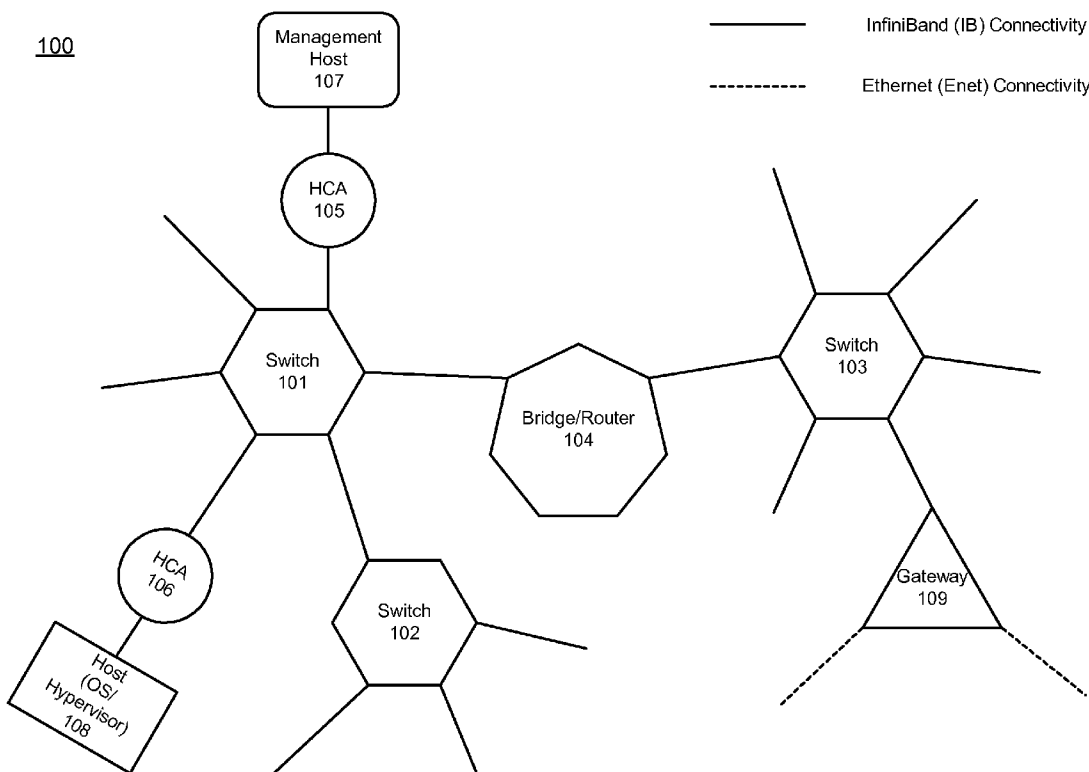 100
Management
Host
107
InfiniBand (IB) Connectivity
Ethernet (Enet) Connectivity
HCA
105
Switch
101
Bridge/Router
104
Switch
103
HCA
106
Switch
102
Gateway
109
Host
(OS/
Hypervisor)
108